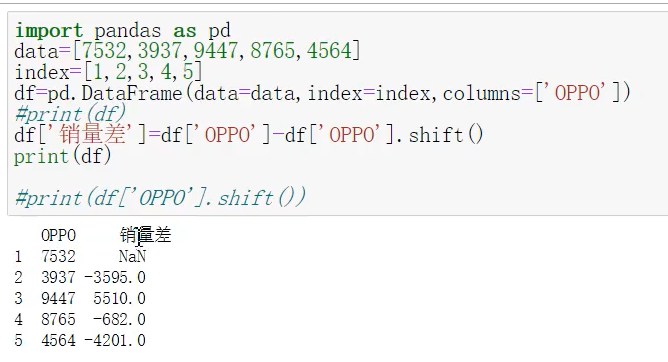 import pandas as pd
data=[7532,3937,9447,8765,4564]
index=[1,2,3,4,5]
df=pd.DataFrame(data=data,index=index,columns=['OPPO'])
#print(df)
df['销量差']=df['OPPO']-df['OPPO'].shift()
print(df)
#print(df['OPPO'].shift())
OPPO 销量差
1 7532 NaN
2 3937 -3595.0
3 9447 5510.0
4 8765 -682.0
5 4564 -4201.0